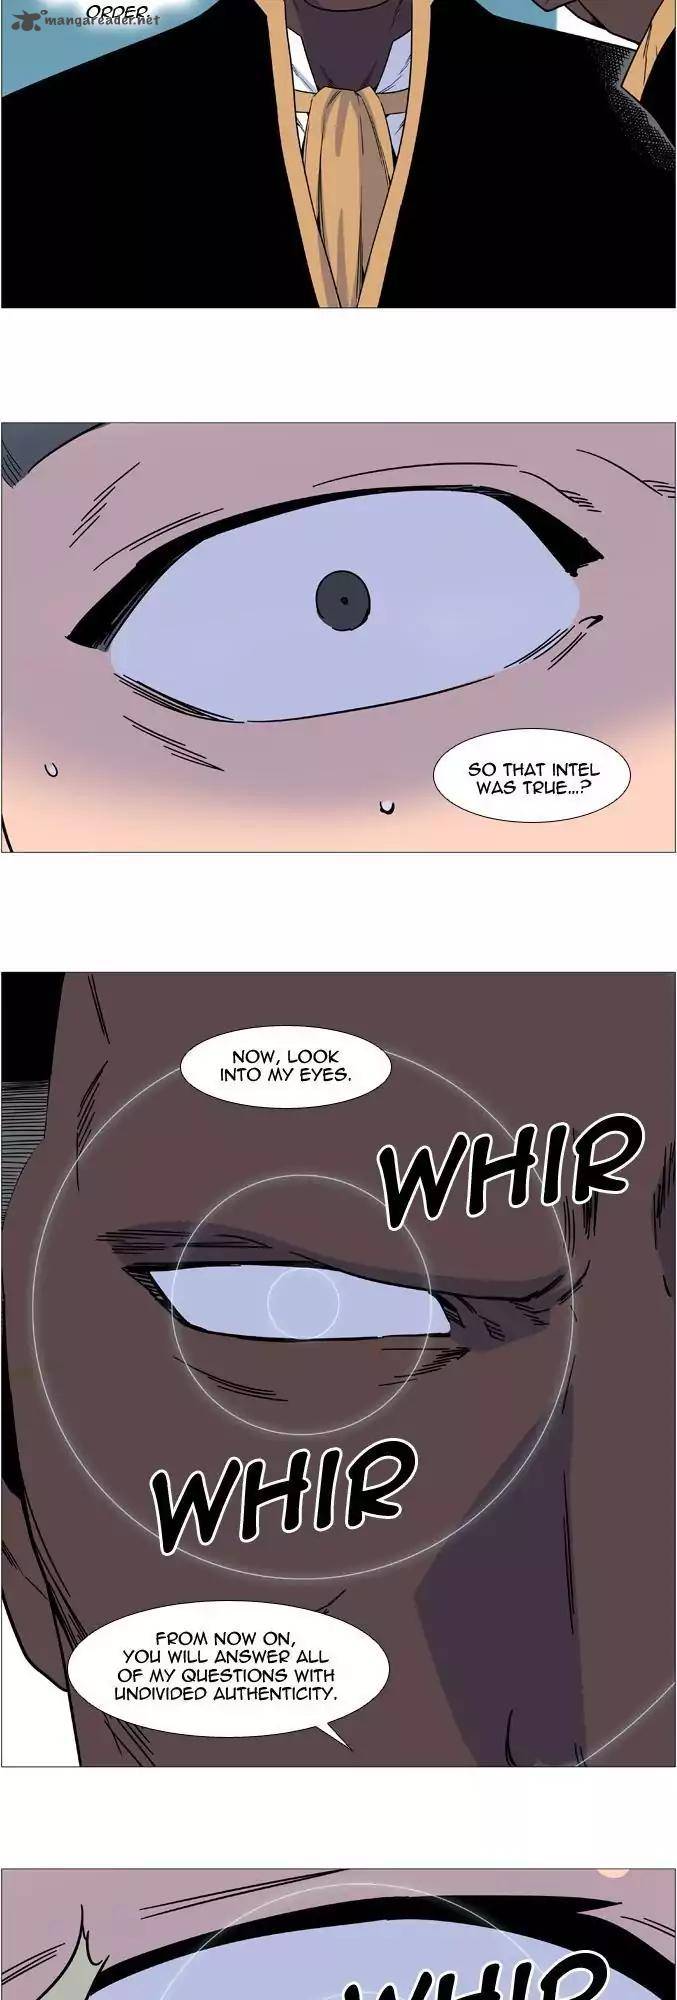 ORDER
mangareader.net
SO THAT INTEL
WAS TRUE...?
NOW, LOOK
INTO MY EYES.
WHIR
WHIR
FROM NOW ON,
YOU WILL ANSWER ALL
OF MY QUESTIONS WITH
UNDIVIDED AUTHENTICITY.
WHIR